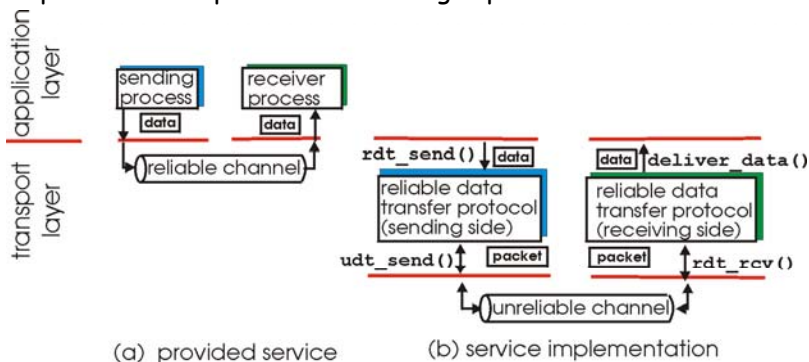 application
layer
transport
layer
sending
process
data
receiver
process
data
reliable channel
(a) provided service
rdt_send()
data
reliable data
transfer protocol
(sending side)
udt_send()
packet
data
deliver_data()
reliable data
transfer protocol
(receiving side)
packet
rdt_rcv()
unreliable channel
(b) service implementation